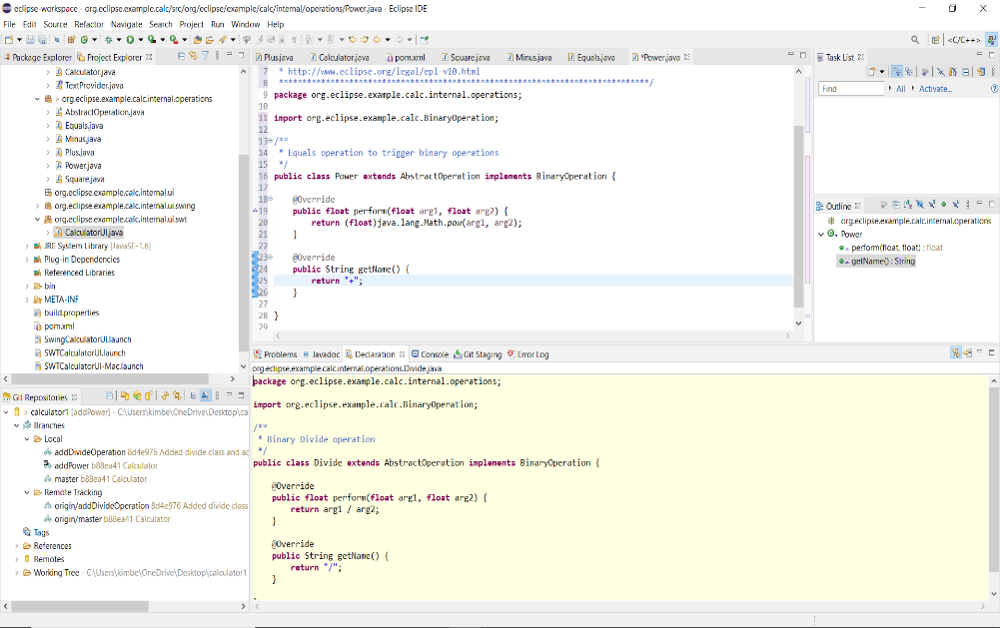 eclipse-workspace - org.eclipse.example.calc/src/org/eclipse/example/calc/internal/operations/Power.java - Eclipse IDE
File Edit Source Refactor Navigate Search Project Run Window Help
<C/C++>
Package Explorer
Project Explorer
Calculator.java
TextProvider.java
> org.eclipse.example.calc.internal.operations
AbstractOperation.java
Equals.java
Minus.java
Plus.java
Power.java
Square.java
org.eclipse.example.calc.internal.ui
org.eclipse.example.calc.internal.ui.swing
org.eclipse.example.calc.internal.ui.swt
CalculatorUI.java
JRE System Library [JavaSE-1.6]
Plug-in Dependencies
Referenced Libraries
bin
META-INF
build.properties
pom.xml
SwingCalculatorUI.launch
SWTCalculatorUI.launch
SWTCalculatorUI-Mac.launch
Git Repositories
> calculator1 [addPower] - C:\Users\kimbe\OneDrive\Desktop\ca
Branches
Local
addDivideOperation 8d4e976 Added divide class and ac
addPower b88ea41 Calculator
master b88ea41 Calculator
Remote Tracking
origin/addDivideOperation 8d4e976 Added divide class
origin/master b88ea41 Calculator
Tags
References
Remotes
Working Tree - C:\Users\kimbe\OneDrive\Desktop\calculator1
Plus.java Calculator.java pom.xml Square.java Minus.java Equals.java *Power.java
7 * http://www.eclipse.org/legal/epl-v10.html
8 *******************************************************************************/
9 package org.eclipse.example.calc.internal.operations;
10
11 import org.eclipse.example.calc.BinaryOperation;
12
13 /**
14 * Equals operation to trigger binary operations
15 */
16 public class Power extends AbstractOperation implements BinaryOperation {
17
18 @Override
19 public float perform(float arg1, float arg2) {
20 return (float)java.lang.Math.pow(arg1, arg2);
21 }
22
23 @Override
24 public String getName() {
25 return "+";
26 }
27
28 }
29
Problems Javadoc Declaration Console Git Staging Error Log
org.eclipse.example.calc.internal.operations.Divide.java
package org.eclipse.example.calc.internal.operations;
import org.eclipse.example.calc.BinaryOperation;
/**
* Binary Divide operation
*/
public class Divide extends AbstractOperation implements BinaryOperation {
@Override
public float perform(float arg1, float arg2) {
return arg1 / arg2;
}
@Override
public String getName() {
return "/";
}
Task List
Find
All
Activate...
Outline
org.eclipse.example.calc.internal.operations
Power
perform(float, float) : float
getName() : String